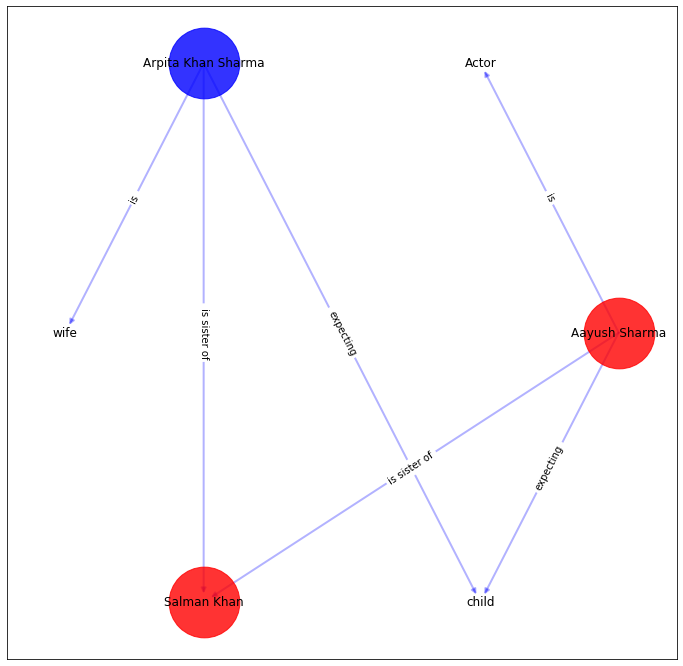 Arpita Khan Sharma
Actor
is
is
is sister of
expecting
wife
Aayush Sharma
is sister of
expecting
Salman Khan
child